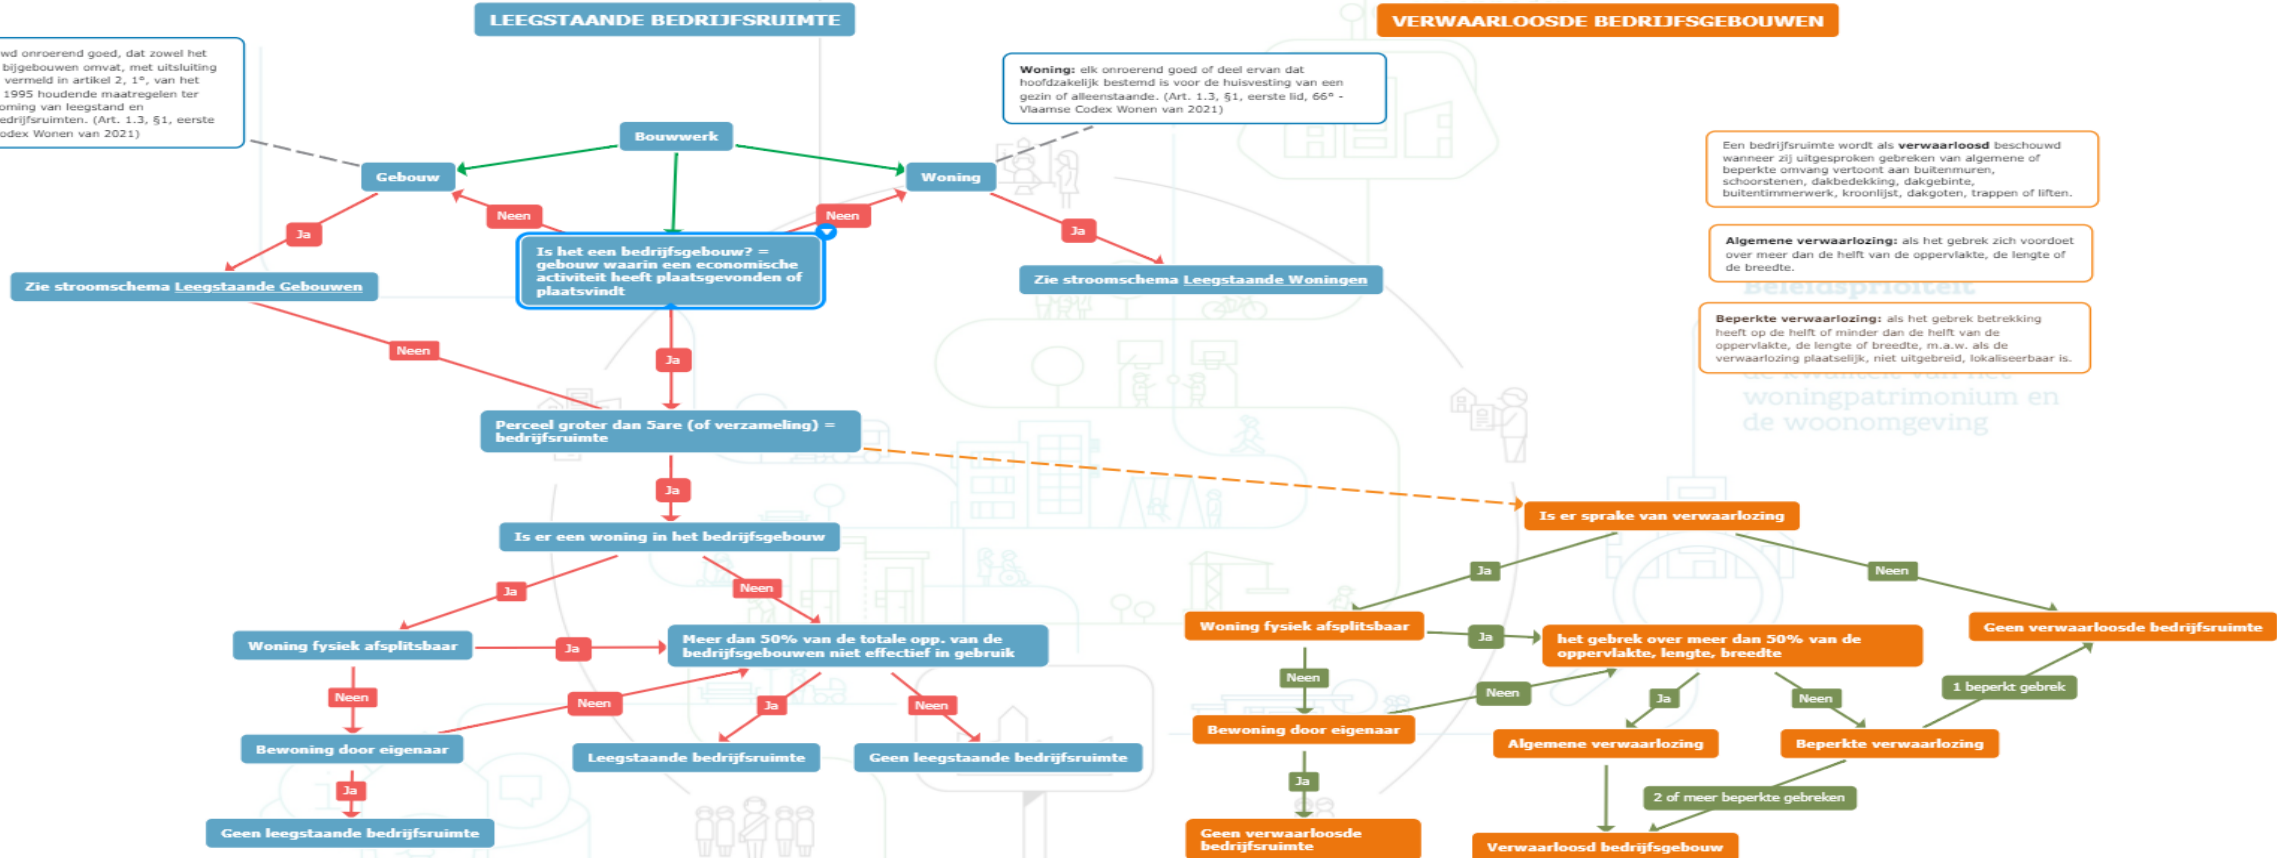 LEEGSTAANDE BEDRIJFSRUIMTE
VERWAARLOOSDE BEDRIJFSGEBOUWEN
wd onroerend goed, dat zowel het
bijgebouwen omvat, met uitsluiting
vermeld in artikel 2, 1°, van het
1995 houdende maatregelen ter
oming van leegstand en
edrijfsruimten. (Art. 1.3, §1, eerste
odex Wonen van 2021)
Woning: elk onroerend goed of deel ervan dat
hoofdzakelijk bestemd is voor de huisvesting van een
gezin of alleenstaande. (Art. 1.3, §1, eerste lid, 66° -
Vlaamse Codex Wonen van 2021)
Bouwwerk
Gebouw
Woning
Neen
Neen
Ja
Ja
Is het een bedrijfsgebouw? =
gebouw waarin een economische
activiteit heeft plaatsgevonden of
plaatsvindt
Zie stroomschema Leegstaande Gebouwen
Zie stroomschema Leegstaande Woningen
Neen
Ja
Perceel groter dan 5are (of verzameling) =
bedrijfsruimte
Ja
Is er een woning in het bedrijfsgebouw
Ja
Neen
Woning fysiek afsplitsbaar
Ja
Meer dan 50% van de totale opp. van de
bedrijfsgebouwen niet effectief in gebruik
Neen
Neen
Ja
Neen
Bewoning door eigenaar
Leegstaande bedrijfsruimte
Geen leegstaande bedrijfsruimte
Ja
Geen leegstaande bedrijfsruimte
Een bedrijfsruimte wordt als verwaarloosd beschouwd
wanneer zij uitgesproken gebreken van algemene of
beperkte omvang vertoont aan buitenmuren,
schoorstenen, dakbedekking, dakgebinte,
buitentimmerwerk, kroonlijst, dakgoten, trappen of liften.
Algemene verwaarlozing: als het gebrek zich voordoet
over meer dan de helft van de oppervlakte, de lengte of
de breedte.
Beleidsprioiteit
Beperkte verwaarlozing: als het gebrek betrekking
heeft op de helft of minder dan de helft van de
oppervlakte, de lengte of breedte, m.a.w. als de
verwaarlozing plaatselijk, niet uitgebreid, lokaliseerbaar is.
de kwaliteit van het
woningpatrimonium en
de woonomgeving
Is er sprake van verwaarlozing
Ja
Neen
Woning fysiek afsplitsbaar
Ja
het gebrek over meer dan 50% van de
oppervlakte, lengte, breedte
Geen verwaarloosde bedrijfsruimte
Neen
Neen
Ja
Neen
1 beperkt gebrek
Bewoning door eigenaar
Algemene verwaarlozing
Beperkte verwaarlozing
Ja
2 of meer beperkte gebreken
Geen verwaarloosde
bedrijfsruimte
Verwaarloosd bedrijfsgebouw